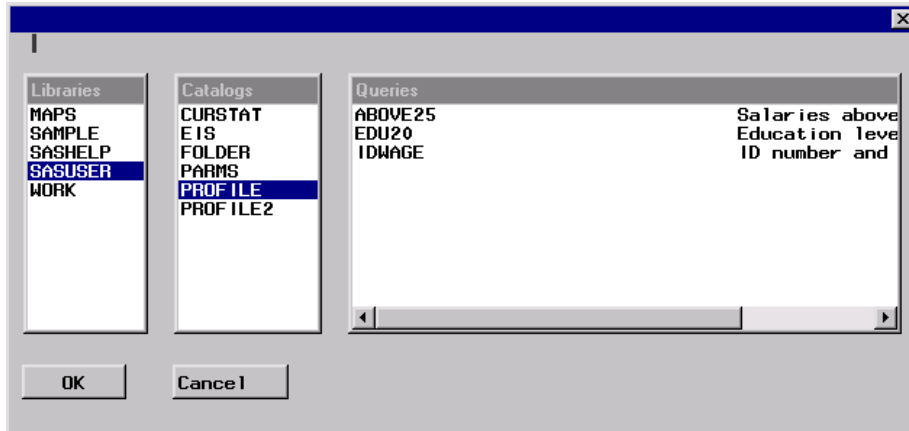 Libraries
MAPS
SAMPLE
SASHELP
SASUSER
WORK
Catalogs
CURSTAT
EIS
FOLDER
PARMS
PROFILE
PROFILE2
Queries
ABOVE25 Salaries above
EDU20 Education leve
IDWAGE ID number and
OK
Cancel